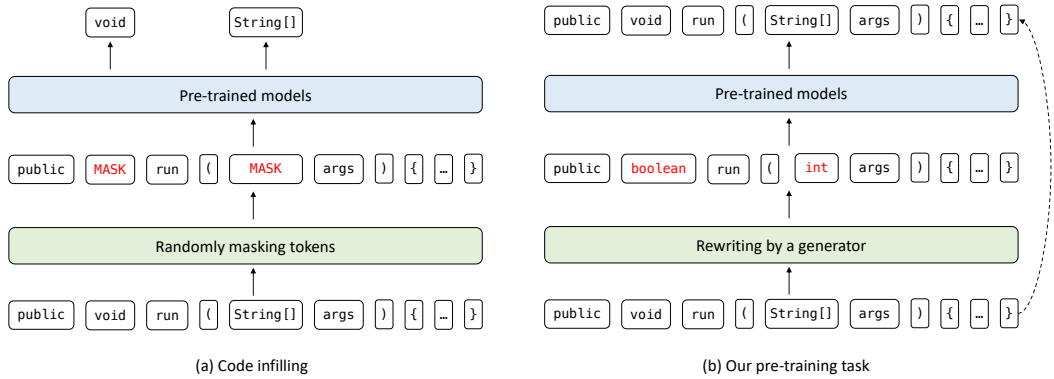 void String[]
Pre-trained models
public MASK run ( MASK args ) { … }
Randomly masking tokens
public void run ( String[] args ) { … }
(a) Code infilling
public void run ( String[] args ) { … }
Pre-trained models
public boolean run ( int args ) { … }
Rewriting by a generator
public void run ( String[] args ) { … }
(b) Our pre-training task